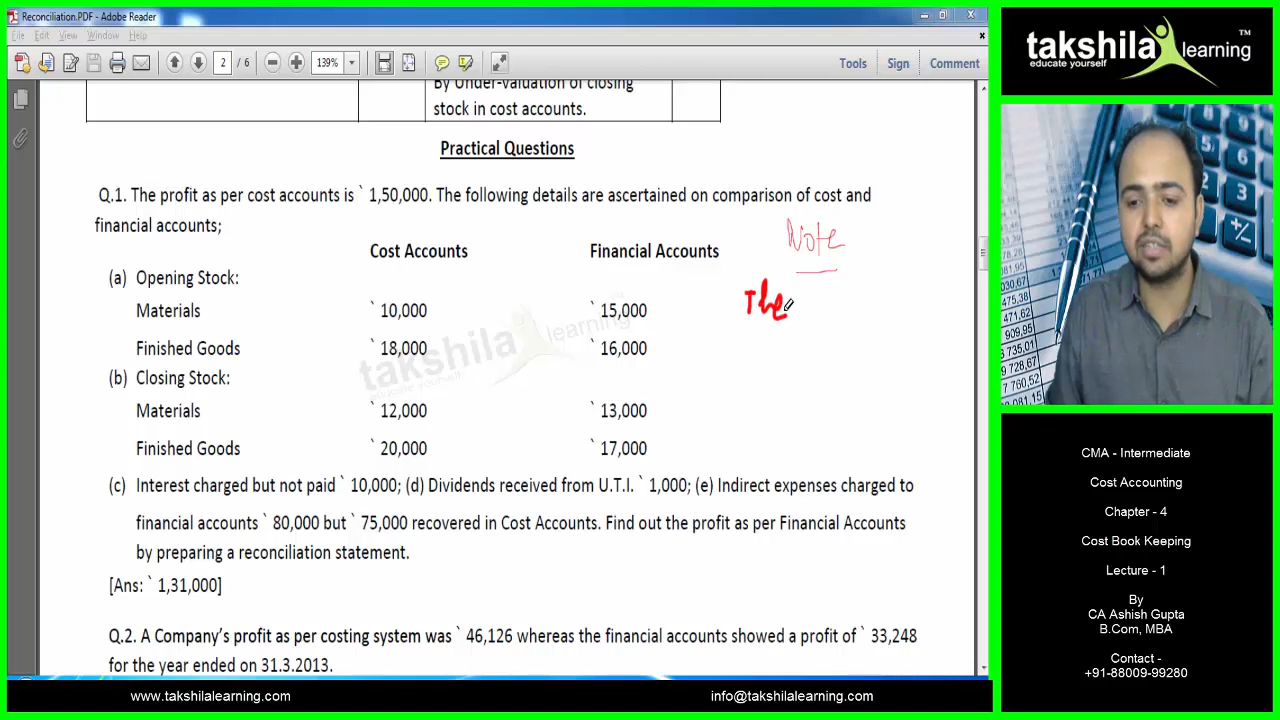 Reconciliation.PDF - Adobe Reader
File Edit View Window Help
2 / 6 139% Tools Sign Comment
By Under-valuation of closing
stock in cost accounts.
Practical Questions
Q.1. The profit as per cost accounts is ` 1,50,000. The following details are ascertained on comparison of cost and
financial accounts;
Note
Cost Accounts Financial Accounts
(a) Opening Stock:
The
Materials ` 10,000 ` 15,000
Finished Goods ` 18,000 ` 16,000
(b) Closing Stock:
Materials ` 12,000 ` 13,000
Finished Goods ` 20,000 ` 17,000
(c) Interest charged but not paid ` 10,000; (d) Dividends received from U.T.I. ` 1,000; (e) Indirect expenses charged to
financial accounts ` 80,000 but ` 75,000 recovered in Cost Accounts. Find out the profit as per Financial Accounts
by preparing a reconciliation statement.
[Ans: ` 1,31,000]
Q.2. A Company's profit as per costing system was ` 46,126 whereas the financial accounts showed a profit of ` 33,248
for the year ended on 31.3.2013.
takshila learning
educate yourself
www.takshilalearning.com info@takshilalearning.com
takshila learning TM
educate yourself
CMA - Intermediate
Cost Accounting
Chapter - 4
Cost Book Keeping
Lecture - 1
By
CA Ashish Gupta
B.Com, MBA
Contact -
+91-88009-99280